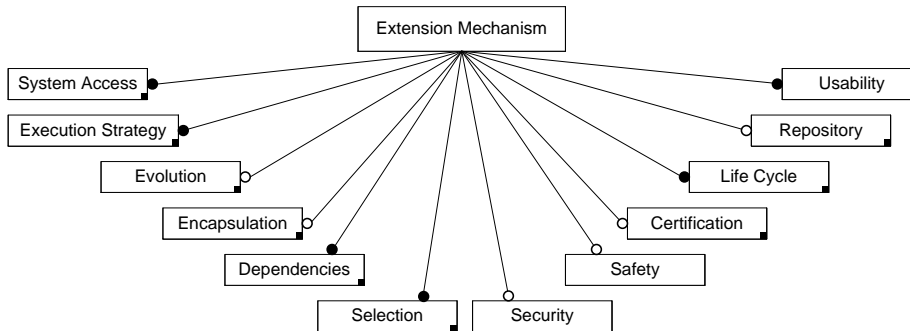 Extension Mechanism
System Access
Usability
Execution Strategy
Repository
Evolution
Life Cycle
Encapsulation
Certification
Dependencies
Safety
Selection
Security